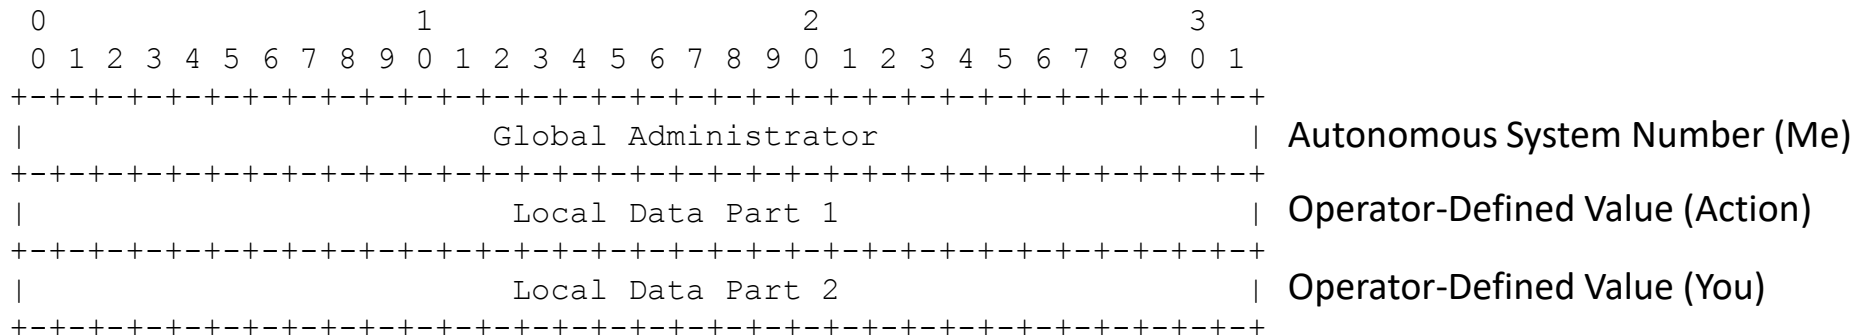 0                   1                   2                   3
0 1 2 3 4 5 6 7 8 9 0 1 2 3 4 5 6 7 8 9 0 1 2 3 4 5 6 7 8 9 0 1
+-+-+-+-+-+-+-+-+-+-+-+-+-+-+-+-+-+-+-+-+-+-+-+-+-+-+-+-+-+-+-+-+
| Global Administrator | Autonomous System Number (Me)
+-+-+-+-+-+-+-+-+-+-+-+-+-+-+-+-+-+-+-+-+-+-+-+-+-+-+-+-+-+-+-+-+
| Local Data Part 1 | Operator-Defined Value (Action)
+-+-+-+-+-+-+-+-+-+-+-+-+-+-+-+-+-+-+-+-+-+-+-+-+-+-+-+-+-+-+-+-+
| Local Data Part 2 | Operator-Defined Value (You)
+-+-+-+-+-+-+-+-+-+-+-+-+-+-+-+-+-+-+-+-+-+-+-+-+-+-+-+-+-+-+-+-+